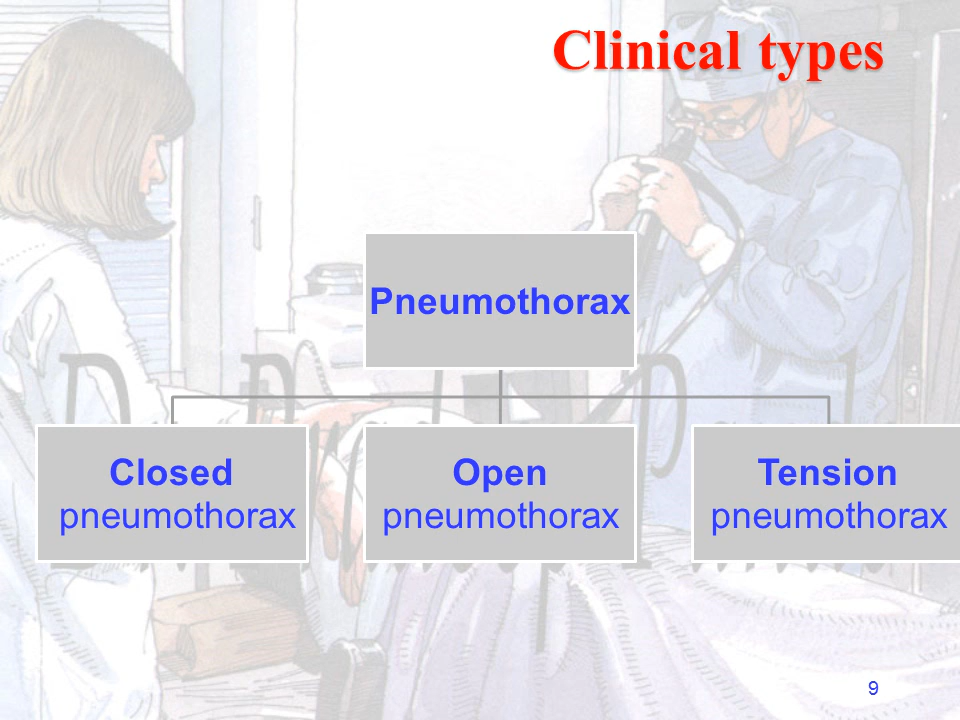 Clinical types
Pneumothorax
Closed
pneumothorax
Open
pneumothorax
Tension
pneumothorax
9